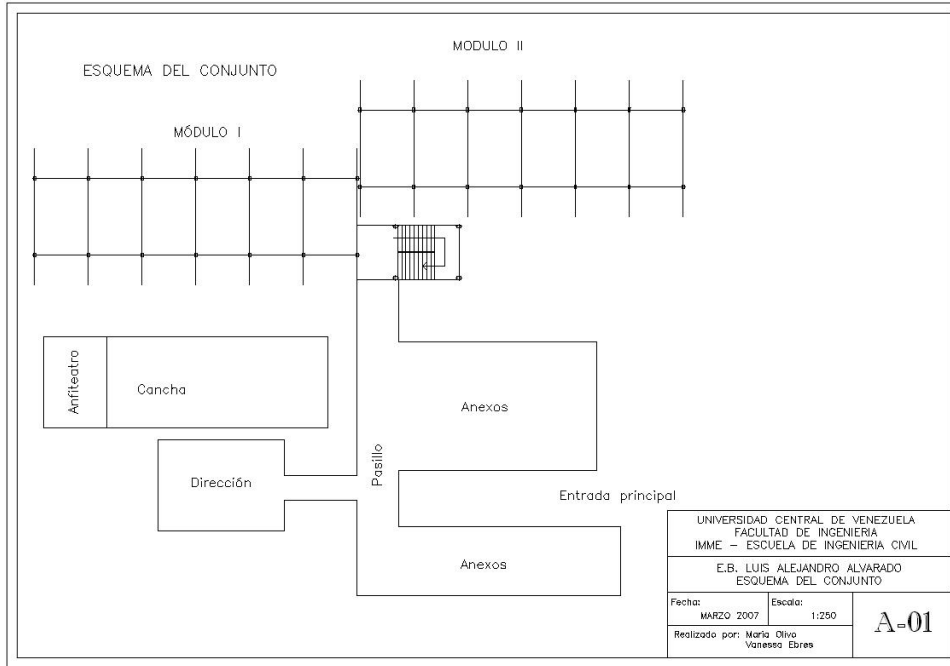 MODULO II
ESQUEMA DEL CONJUNTO
MÓDULO I
Anfiteatro
Cancha
Anexos
Pasillo
Dirección
Entrada principal
Anexos
UNIVERSIDAD CENTRAL DE VENEZUELA
FACULTAD DE INGENIERIA
IMME - ESCUELA DE INGENIERIA CIVIL
E.B. LUIS ALEJANDRO ALVARADO
ESQUEMA DEL CONJUNTO
Fecha:
MARZO 2007
Escala:
1:250
Realizado por: María Olivo
Vanessa Ebres
A-01